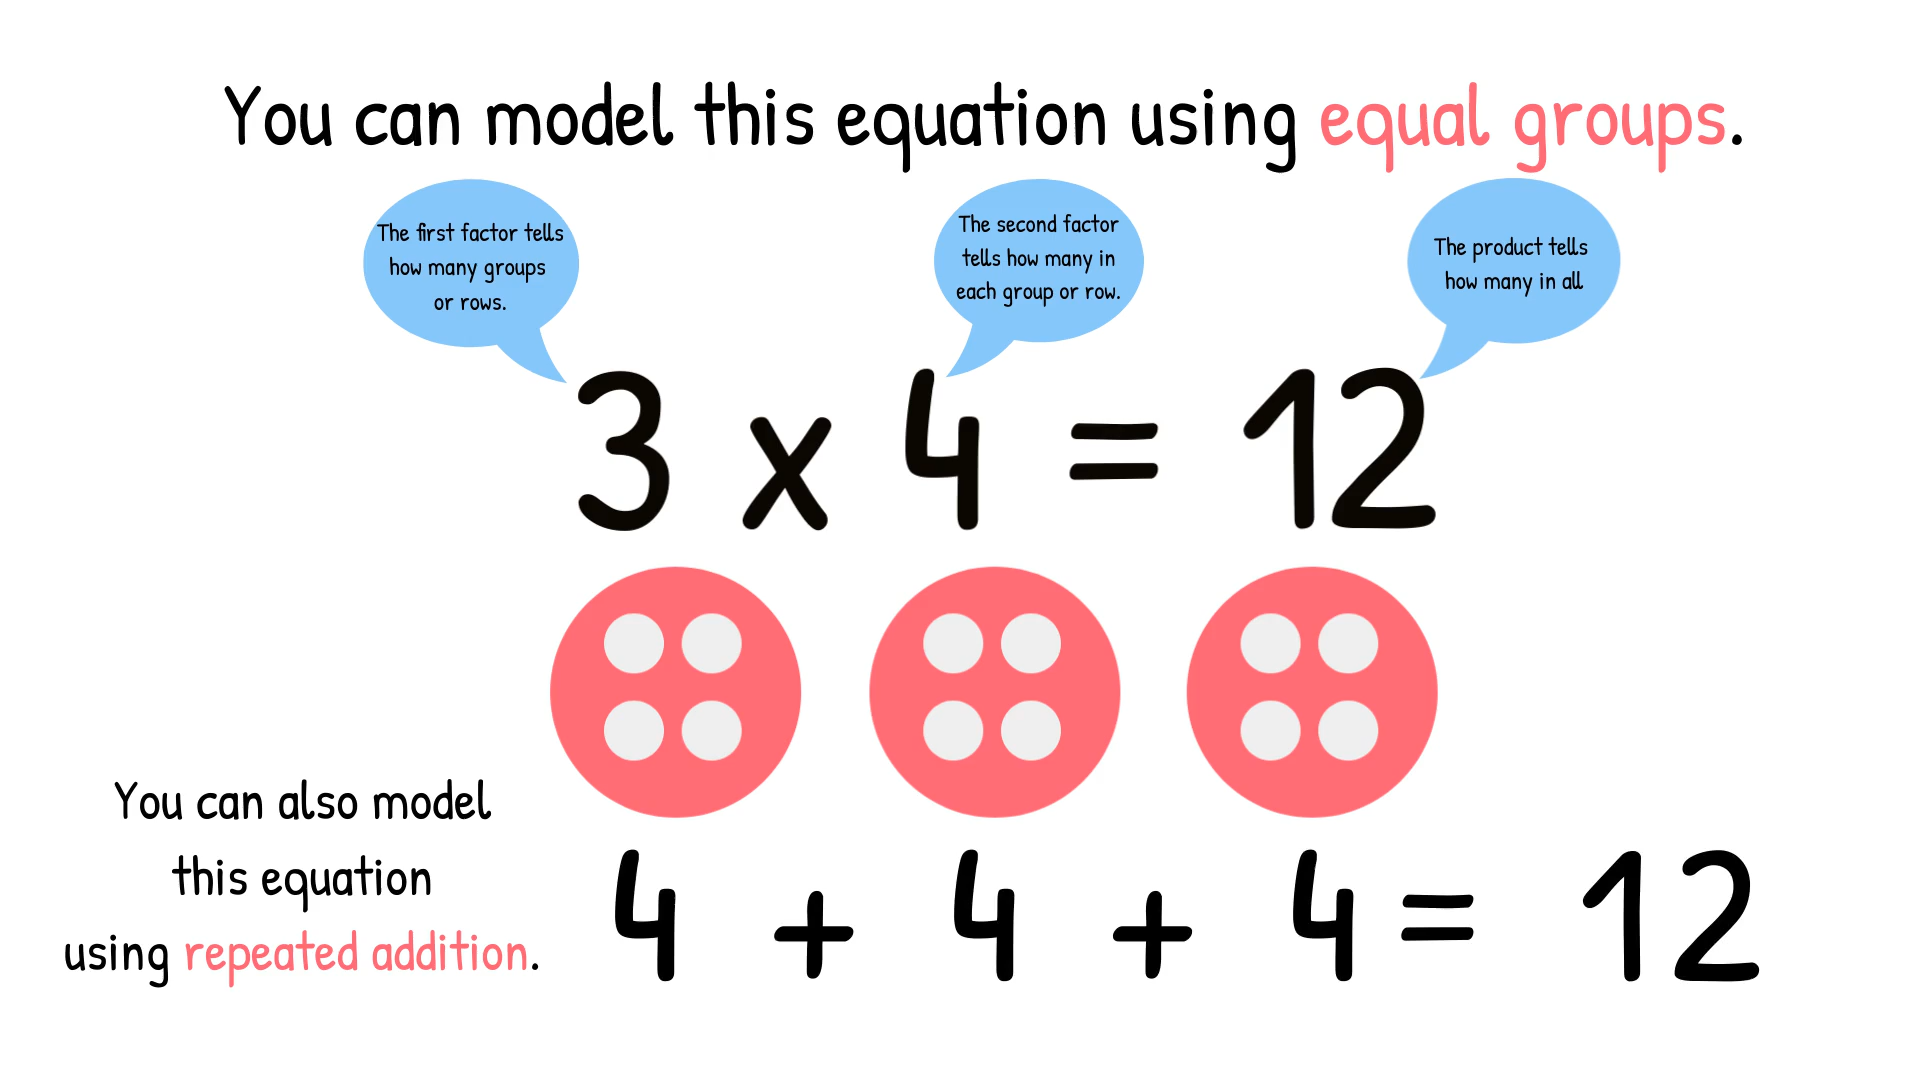 You can model this equation using equal groups.
The first factor tells
how many groups
or rows.
The second factor
tells how many in
each group or row.
The product tells
how many in all
3 x 4 = 12
You can also model
this equation
using repeated addition.
4 + 4 + 4 = 12